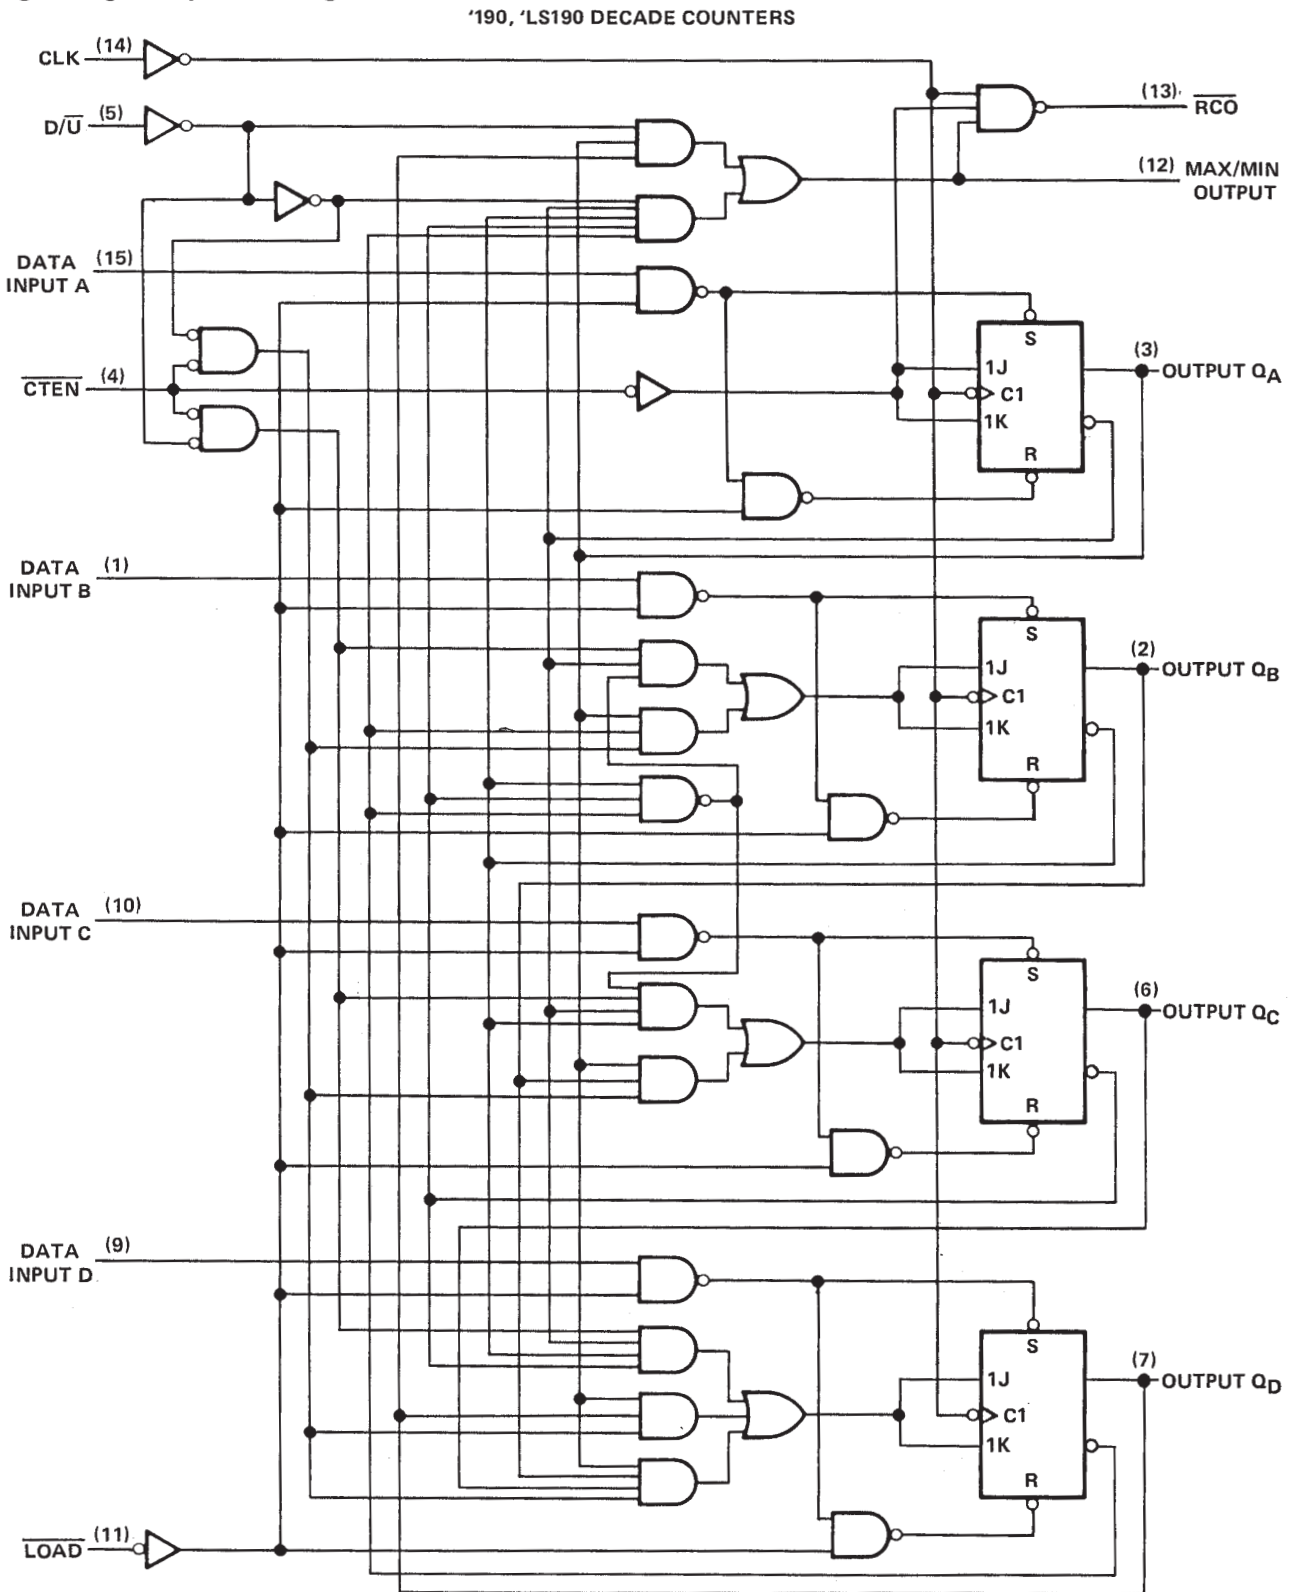 '190, 'LS190 DECADE COUNTERS
CLK (14)
(13) RCO
D/U (5)
(12) MAX/MIN
OUTPUT
DATA
INPUT A
(15)
S
1J
C1
1K
R
(3)
OUTPUT QA
CTEN (4)
DATA
INPUT B
(1)
S
1J
C1
1K
R
(2)
OUTPUT QB
DATA
INPUT C
(10)
S
1J
C1
1K
R
(6)
OUTPUT QC
DATA
INPUT D
(9)
S
1J
C1
1K
R
(7)
OUTPUT QD
LOAD (11)